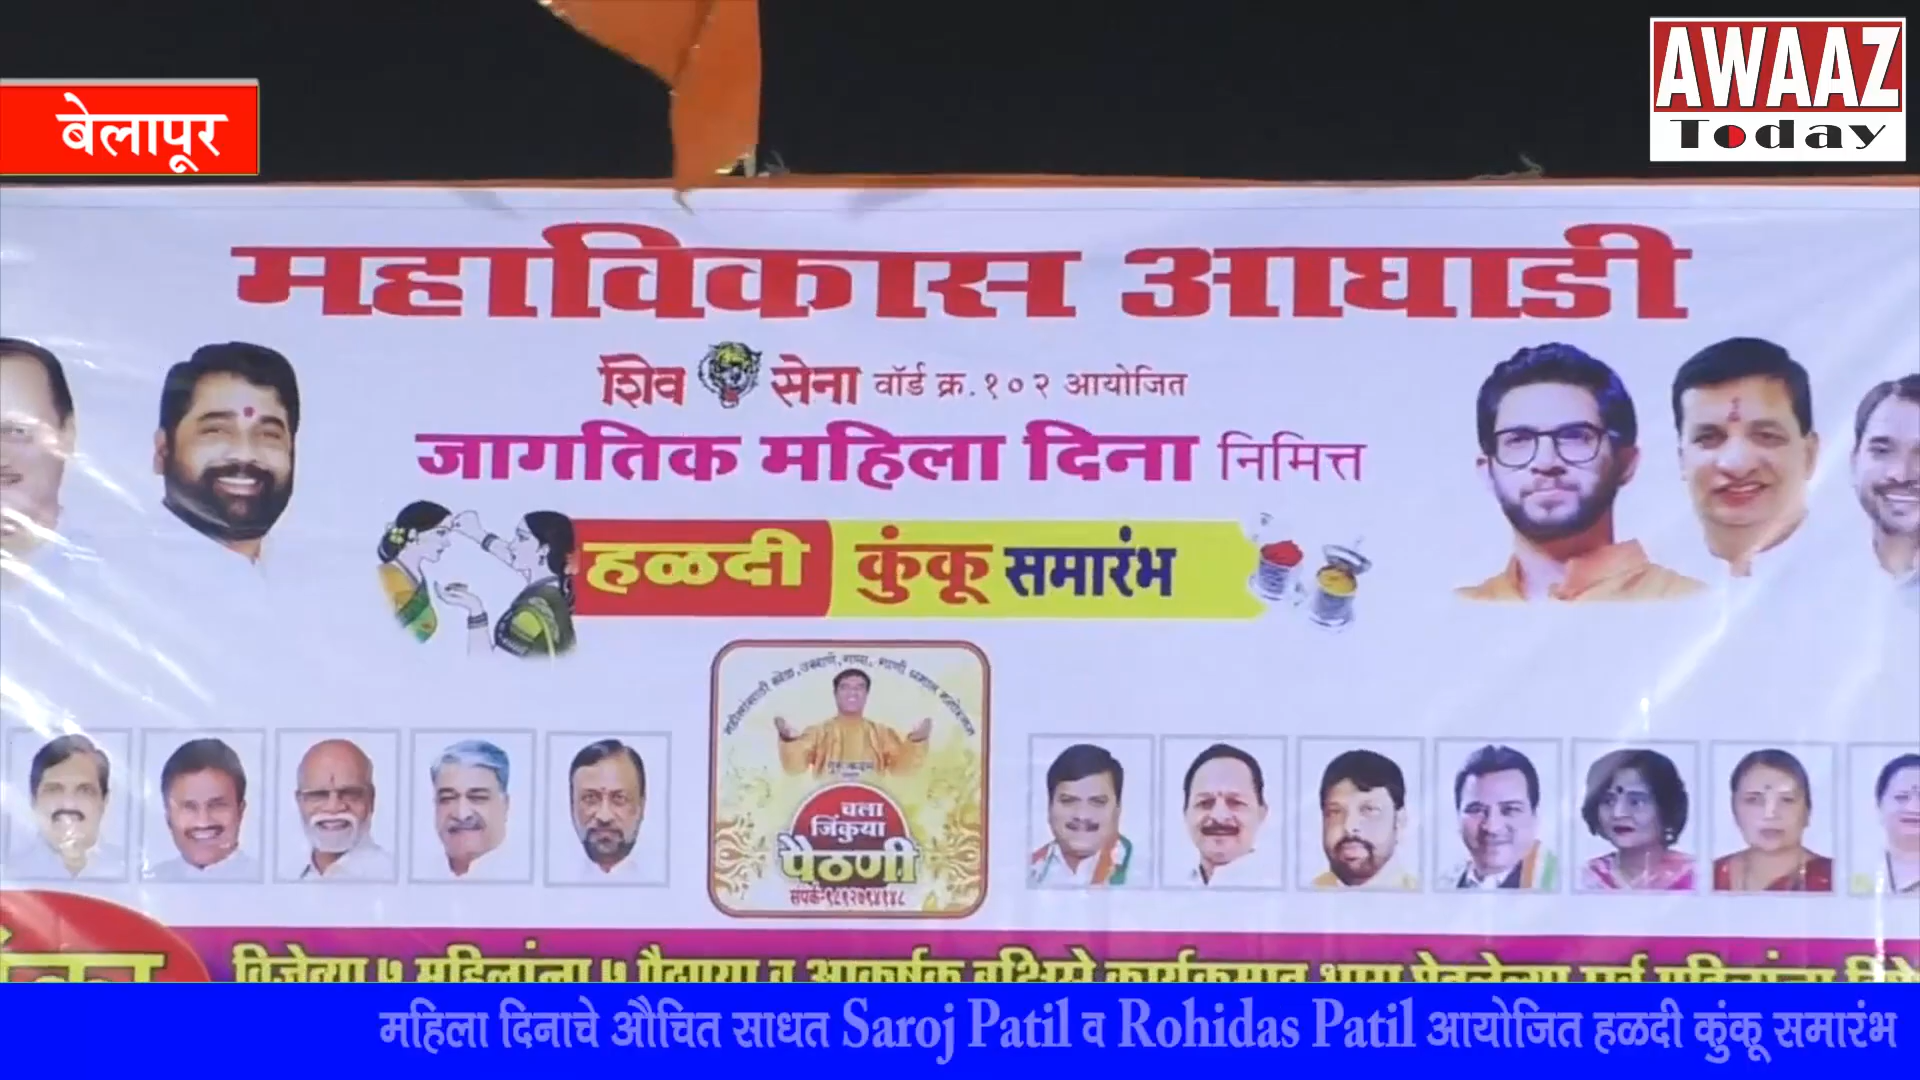 AWAAZ
Today
बेलापूर
महाविकास आघाडी
शिव सेना वॉर्ड क्र.१०२ आयोजित
जागतिक महिला दिना निमित्त
हळदी कुंकू समारंभ
चला
जिंकुया
पैठणी
महिला दिनाचे औचित साधत Saroj Patil व Rohidas Patil आयोजित हळदी कुंकू समारंभ